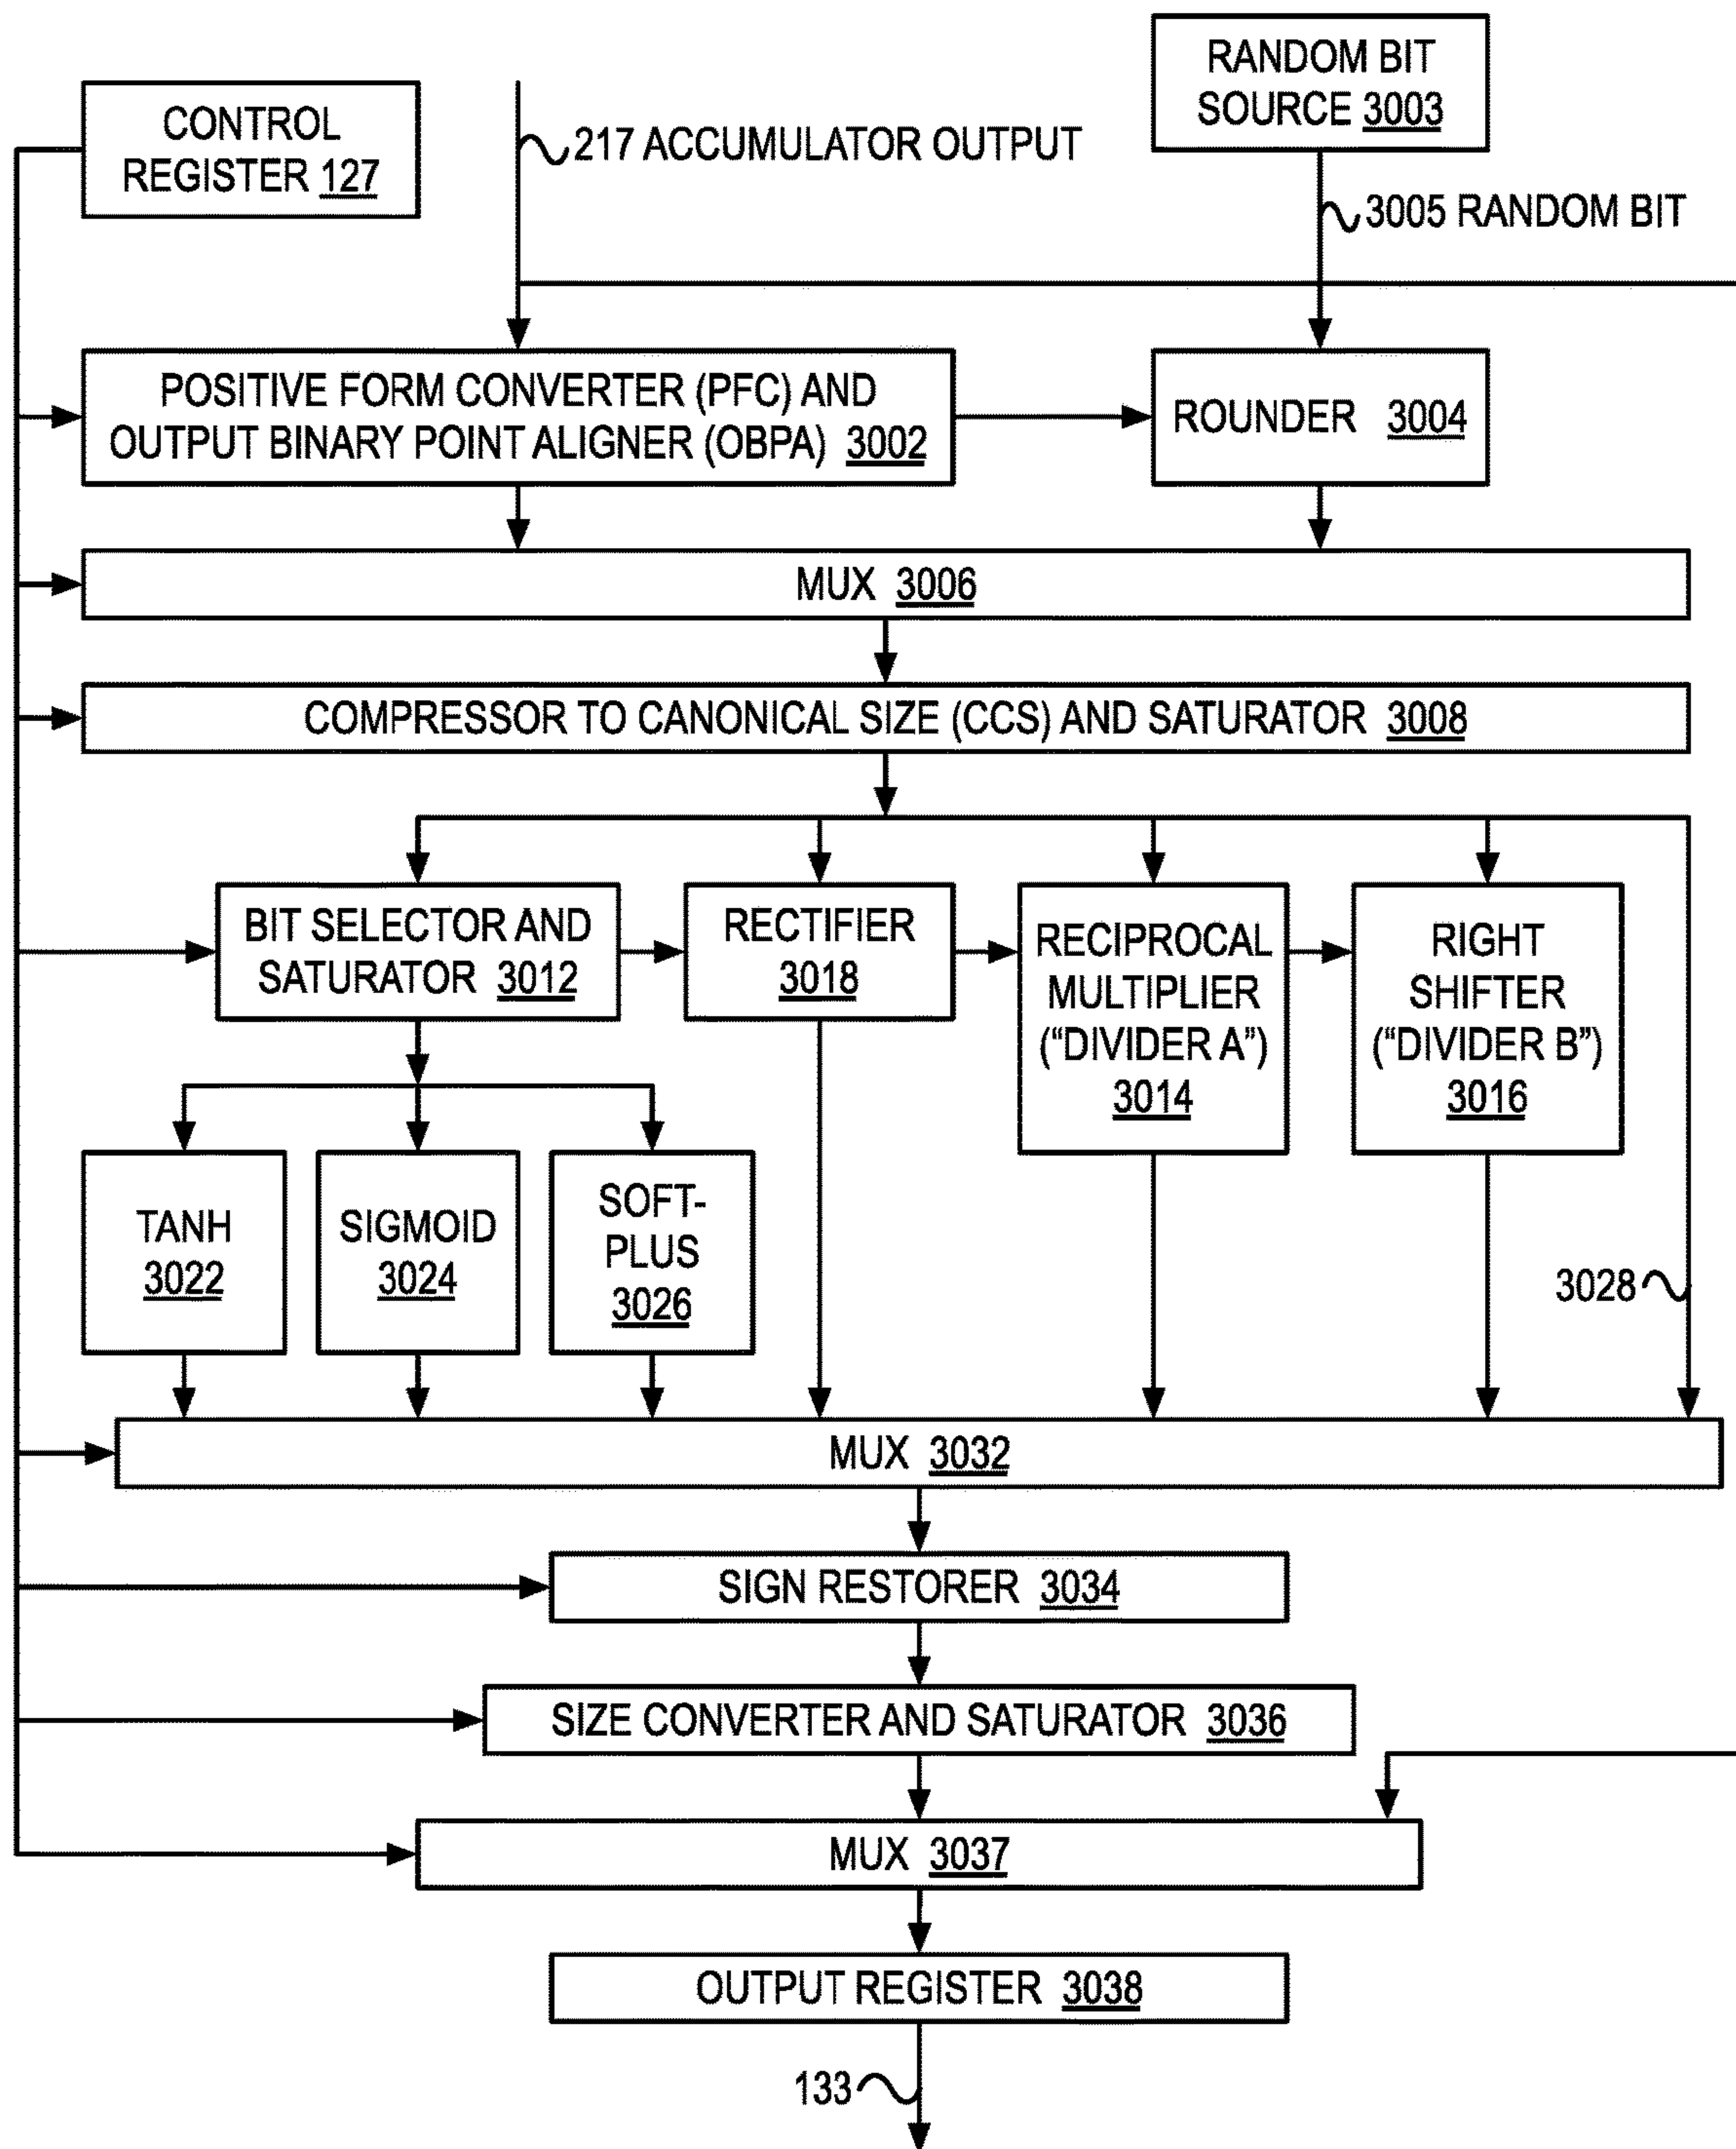 RANDOM BIT
SOURCE 3003
CONTROL
REGISTER 127
217 ACCUMULATOR OUTPUT
3005 RANDOM BIT
POSITIVE FORM CONVERTER (PFC) AND
OUTPUT BINARY POINT ALIGNER (OBPA) 3002
ROUNDER 3004
MUX 3006
COMPRESSOR TO CANONICAL SIZE (CCS) AND SATURATOR 3008
BIT SELECTOR AND
SATURATOR 3012
RECTIFIER
3018
RECIPROCAL
MULTIPLIER
(“DIVIDER A”)
3014
RIGHT
SHIFTER
(“DIVIDER B”)
3016
TANH
3022
SIGMOID
3024
SOFT-
PLUS
3026
3028
MUX 3032
SIGN RESTORER 3034
SIZE CONVERTER AND SATURATOR 3036
MUX 3037
OUTPUT REGISTER 3038
133